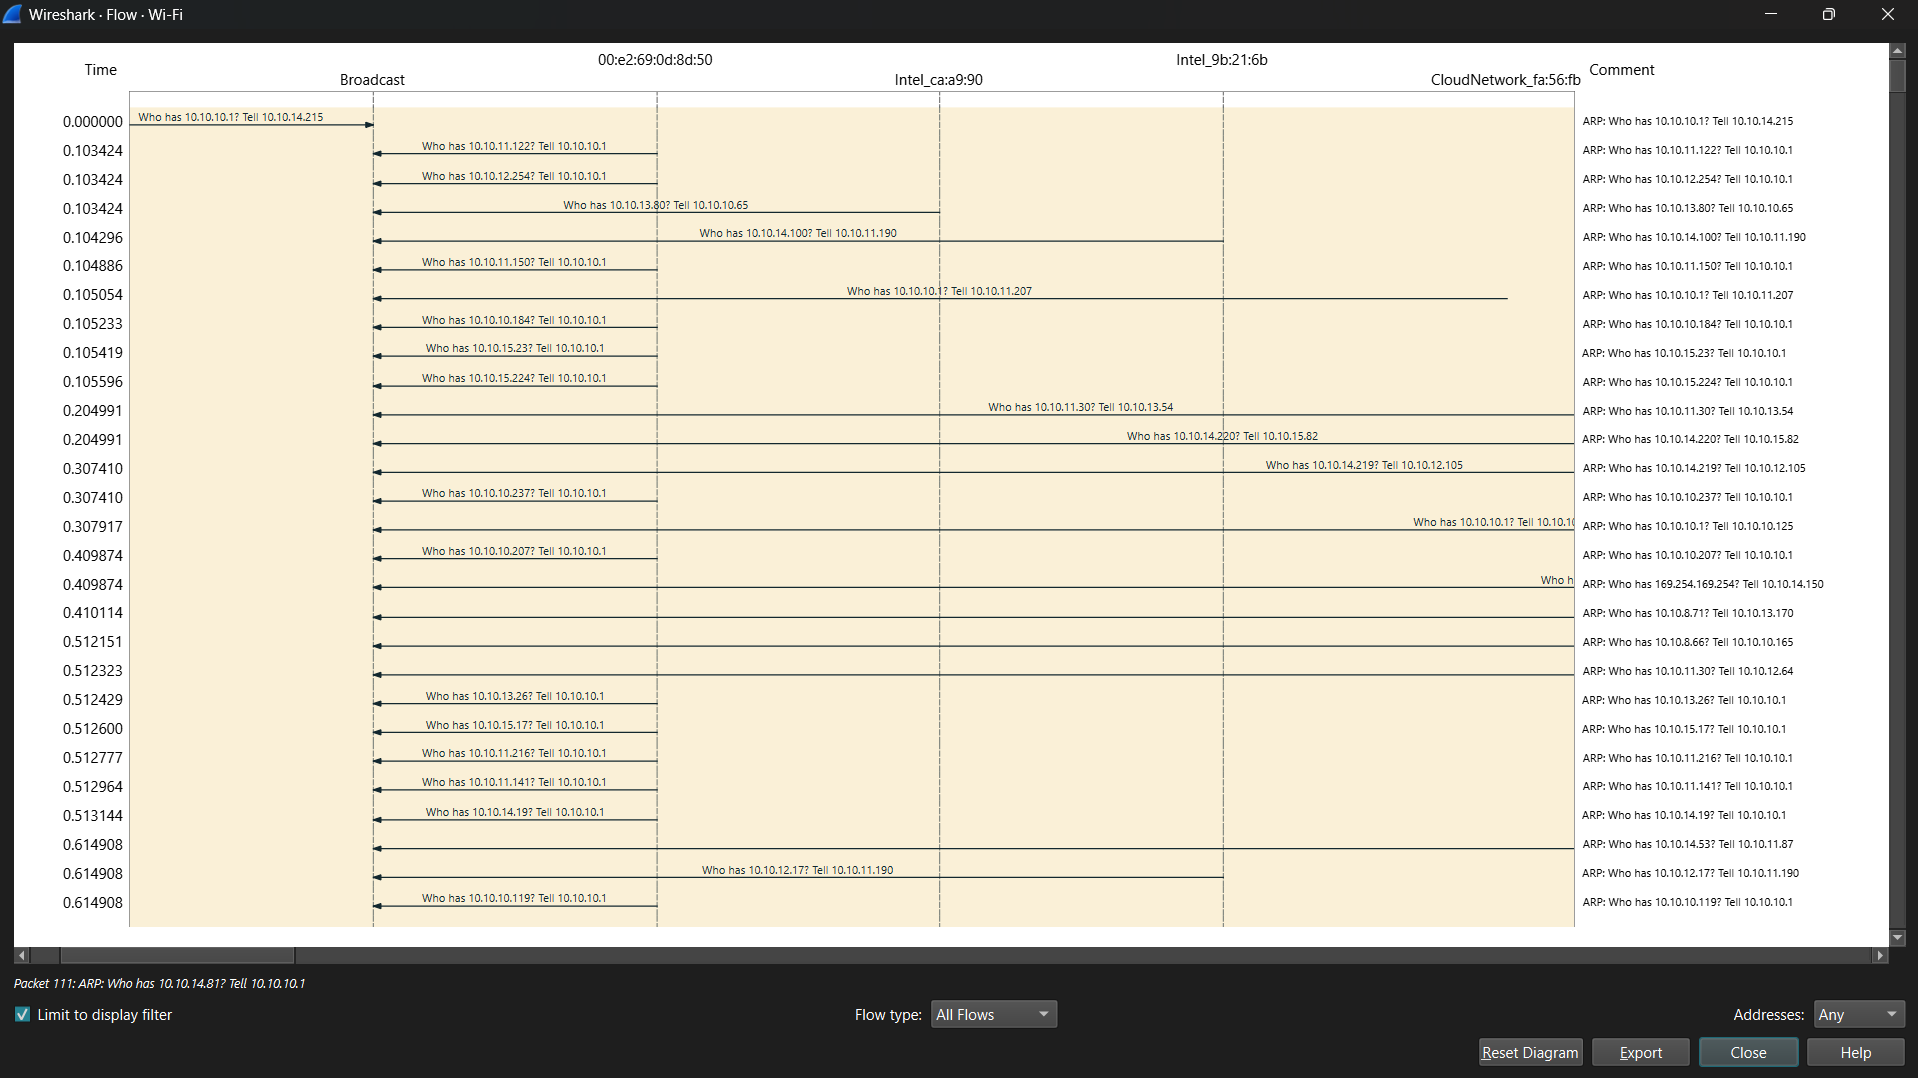 Wireshark · Flow · Wi-Fi
Time Broadcast 00:e2:69:0d:8d:50 Intel_ca:a9:90 Intel_9b:21:6b CloudNetwork_fa:56:fb Comment
0.000000 Who has 10.10.10.1? Tell 10.10.14.215 ARP: Who has 10.10.10.1? Tell 10.10.14.215
0.103424 Who has 10.10.11.122? Tell 10.10.10.1 ARP: Who has 10.10.11.122? Tell 10.10.10.1
0.103424 Who has 10.10.12.254? Tell 10.10.10.1 ARP: Who has 10.10.12.254? Tell 10.10.10.1
0.103424 Who has 10.10.13.80? Tell 10.10.10.65 ARP: Who has 10.10.13.80? Tell 10.10.10.65
0.104296 Who has 10.10.14.100? Tell 10.10.11.190 ARP: Who has 10.10.14.100? Tell 10.10.11.190
0.104886 Who has 10.10.11.150? Tell 10.10.10.1 ARP: Who has 10.10.11.150? Tell 10.10.10.1
0.105054 Who has 10.10.10.1? Tell 10.10.11.207 ARP: Who has 10.10.10.1? Tell 10.10.11.207
0.105233 Who has 10.10.10.184? Tell 10.10.10.1 ARP: Who has 10.10.10.184? Tell 10.10.10.1
0.105419 Who has 10.10.15.23? Tell 10.10.10.1 ARP: Who has 10.10.15.23? Tell 10.10.10.1
0.105596 Who has 10.10.15.224? Tell 10.10.10.1 ARP: Who has 10.10.15.224? Tell 10.10.10.1
0.204991 Who has 10.10.11.30? Tell 10.10.13.54 ARP: Who has 10.10.11.30? Tell 10.10.13.54
0.204991 Who has 10.10.14.220? Tell 10.10.15.82 ARP: Who has 10.10.14.220? Tell 10.10.15.82
0.307410 Who has 10.10.14.219? Tell 10.10.12.105 ARP: Who has 10.10.14.219? Tell 10.10.12.105
0.307410 Who has 10.10.10.237? Tell 10.10.10.1 ARP: Who has 10.10.10.237? Tell 10.10.10.1
0.307917 Who has 10.10.10.1? Tell 10.10.10 ARP: Who has 10.10.10.1? Tell 10.10.10.125
0.409874 Who has 10.10.10.207? Tell 10.10.10.1 ARP: Who has 10.10.10.207? Tell 10.10.10.1
0.409874 Who h ARP: Who has 169.254.169.254? Tell 10.10.14.150
0.410114 ARP: Who has 10.10.8.71? Tell 10.10.13.170
0.512151 ARP: Who has 10.10.8.66? Tell 10.10.10.165
0.512323 ARP: Who has 10.10.11.30? Tell 10.10.12.64
0.512429 Who has 10.10.13.26? Tell 10.10.10.1 ARP: Who has 10.10.13.26? Tell 10.10.10.1
0.512600 Who has 10.10.15.17? Tell 10.10.10.1 ARP: Who has 10.10.15.17? Tell 10.10.10.1
0.512777 Who has 10.10.11.216? Tell 10.10.10.1 ARP: Who has 10.10.11.216? Tell 10.10.10.1
0.512964 Who has 10.10.11.141? Tell 10.10.10.1 ARP: Who has 10.10.11.141? Tell 10.10.10.1
0.513144 Who has 10.10.14.19? Tell 10.10.10.1 ARP: Who has 10.10.14.19? Tell 10.10.10.1
0.614908 ARP: Who has 10.10.14.53? Tell 10.10.11.87
0.614908 Who has 10.10.12.17? Tell 10.10.11.190 ARP: Who has 10.10.12.17? Tell 10.10.11.190
0.614908 Who has 10.10.10.119? Tell 10.10.10.1 ARP: Who has 10.10.10.119? Tell 10.10.10.1
Packet 111: ARP: Who has 10.10.14.81? Tell 10.10.10.1
Limit to display filter Flow type: All Flows Addresses: Any
Reset Diagram Export Close Help